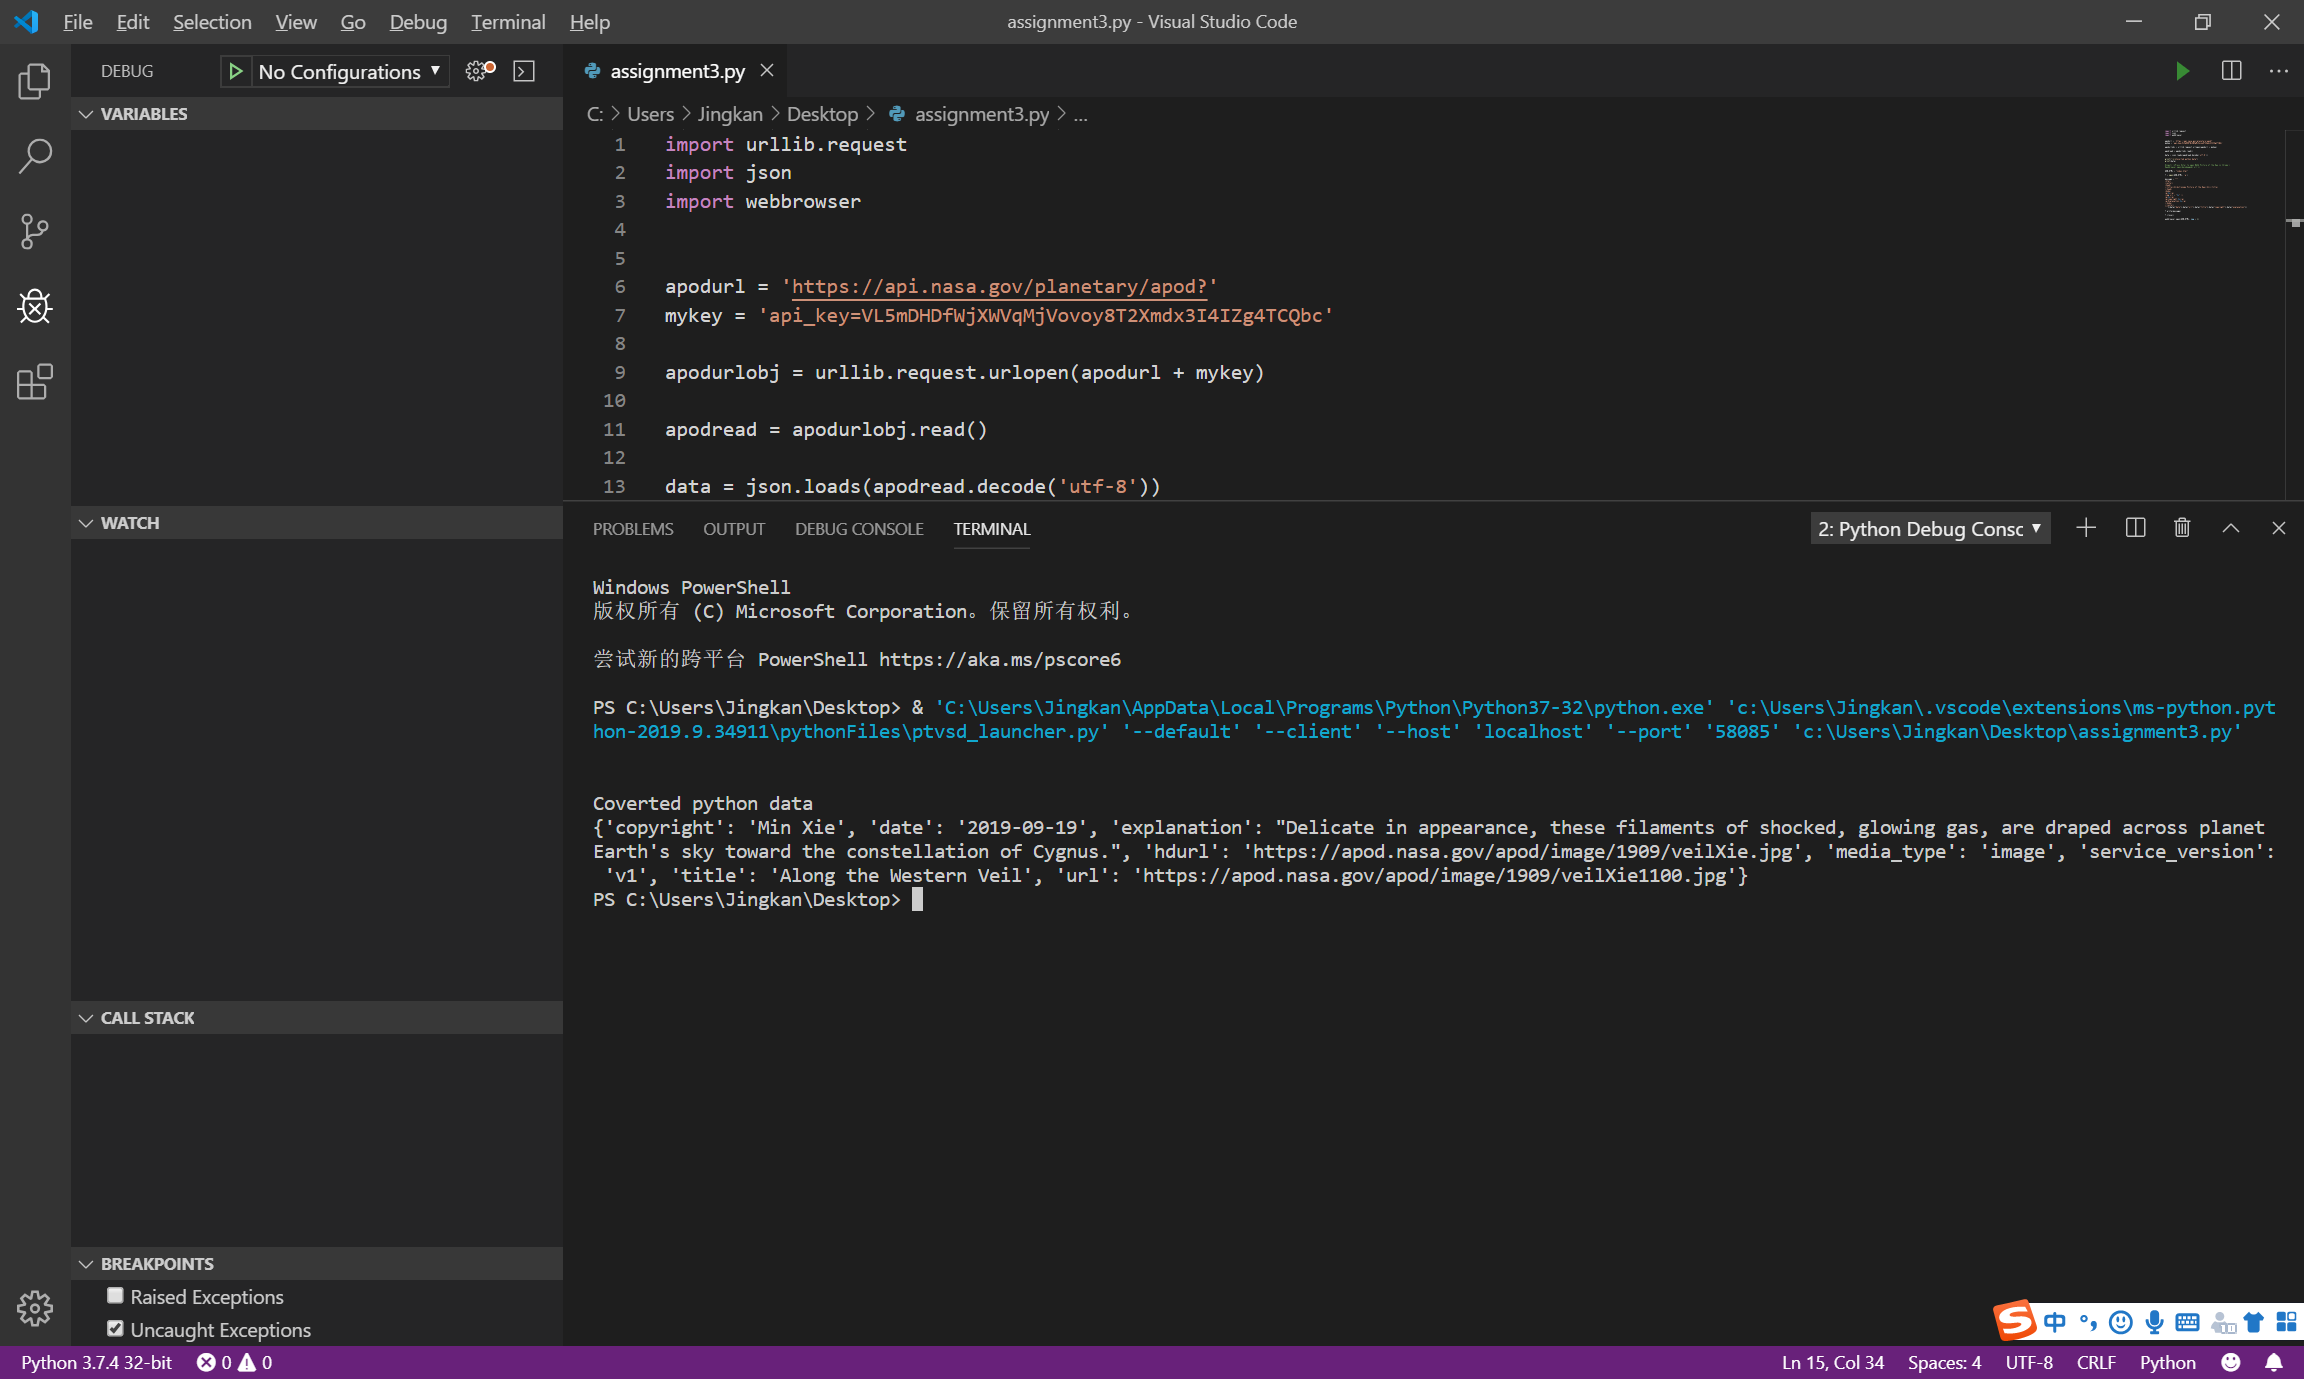 File Edit Selection View Go Debug Terminal Help
assignment3.py - Visual Studio Code
DEBUG
No Configurations
assignment3.py
VARIABLES
C: > Users > Jingkan > Desktop > assignment3.py > ...
1 import urllib.request
2 import json
3 import webbrowser
4
5
6 apodurl = 'https://api.nasa.gov/planetary/apod?'
7 mykey = 'api_key=VL5mDHDfWjXWVqMjVovoy8T2Xmdx3I4IZg4TCQbc'
8
9 apodurlobj = urllib.request.urlopen(apodurl + mykey)
10
11 apodread = apodurlobj.read()
12
13 data = json.loads(apodread.decode('utf-8'))
WATCH
PROBLEMS OUTPUT DEBUG CONSOLE TERMINAL
2: Python Debug Consc
Windows PowerShell
版权所有 (C) Microsoft Corporation。保留所有权利。
尝试新的跨平台 PowerShell https://aka.ms/pscore6
PS C:\Users\Jingkan\Desktop> & 'C:\Users\Jingkan\AppData\Local\Programs\Python\Python37-32\python.exe' 'c:\Users\Jingkan\.vscode\extensions\ms-python.pyt
hon-2019.9.34911\pythonFiles\ptvsd_launcher.py' '--default' '--client' '--host' 'localhost' '--port' '58085' 'c:\Users\Jingkan\Desktop\assignment3.py'
Coverted python data
{'copyright': 'Min Xie', 'date': '2019-09-19', 'explanation': "Delicate in appearance, these filaments of shocked, glowing gas, are draped across planet
Earth's sky toward the constellation of Cygnus.", 'hdurl': 'https://apod.nasa.gov/apod/image/1909/veilXie.jpg', 'media_type': 'image', 'service_version':
'v1', 'title': 'Along the Western Veil', 'url': 'https://apod.nasa.gov/apod/image/1909/veilXie1100.jpg'}
PS C:\Users\Jingkan\Desktop>
CALL STACK
BREAKPOINTS
Raised Exceptions
Uncaught Exceptions
S 中
Python 3.7.4 32-bit 0 0
Ln 15, Col 34 Spaces: 4 UTF-8 CRLF Python